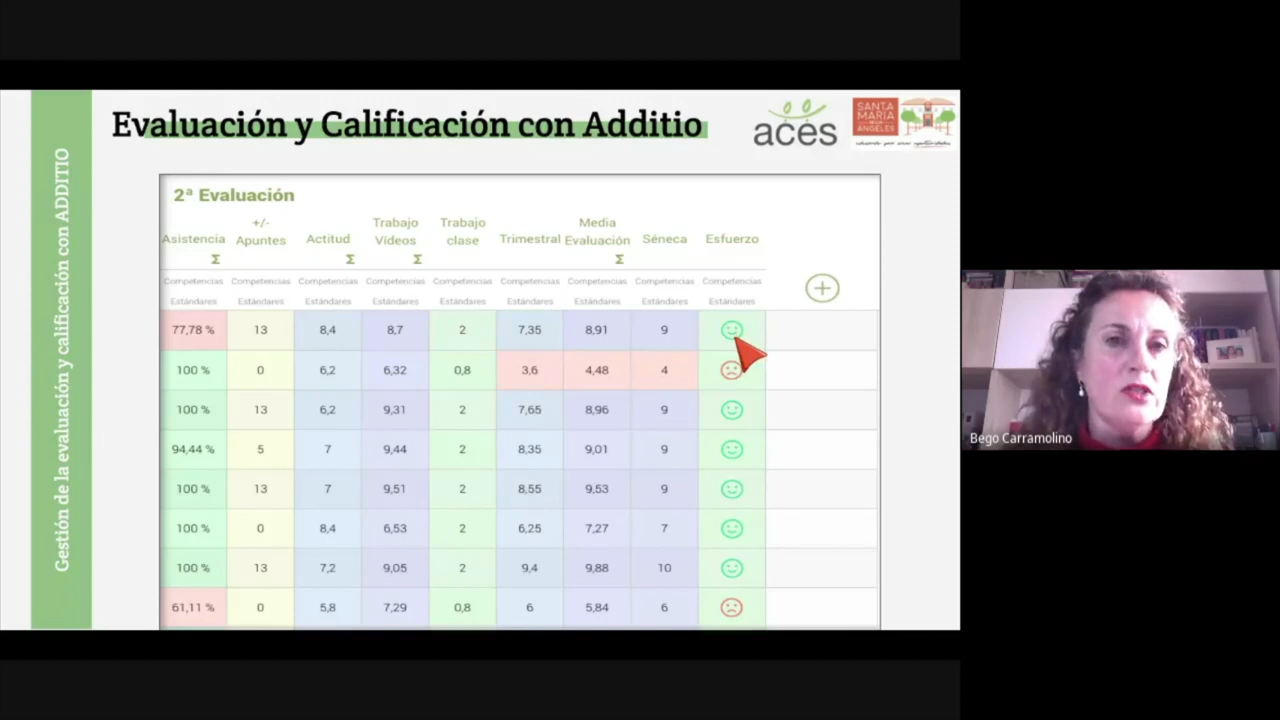 Evaluación y Calificación con Additio
acės
SANTA
MARIA
ANGELES
Gestión de la evaluación y calificación con ADDITIO
2ª Evaluación
Asistencia +/- Apuntes Actitud Trabajo Vídeos Trabajo clase Trimestral Media Evaluación Séneca Esfuerzo
Σ Σ Σ Σ
Competencias Competencias Competencias Competencias Competencias Competencias Competencias Competencias Competencias
Estándares Estándares Estándares Estándares Estándares Estándares Estándares Estándares Estándares
77,78 % 13 8,4 8,7 2 7,35 8,91 9
100 % 0 6,2 6,32 0,8 3,6 4,48 4
100 % 13 6,2 9,31 2 7,65 8,96 9
94,44 % 5 7 9,44 2 8,35 9,01 9
100 % 13 7 9,51 2 8,55 9,53 9
100 % 0 8,4 6,53 2 6,25 7,27 7
100 % 13 7,2 9,05 2 9,4 9,88 10
61,11 % 0 5,8 7,29 0,8 6 5,84 6
Bego Carramolino